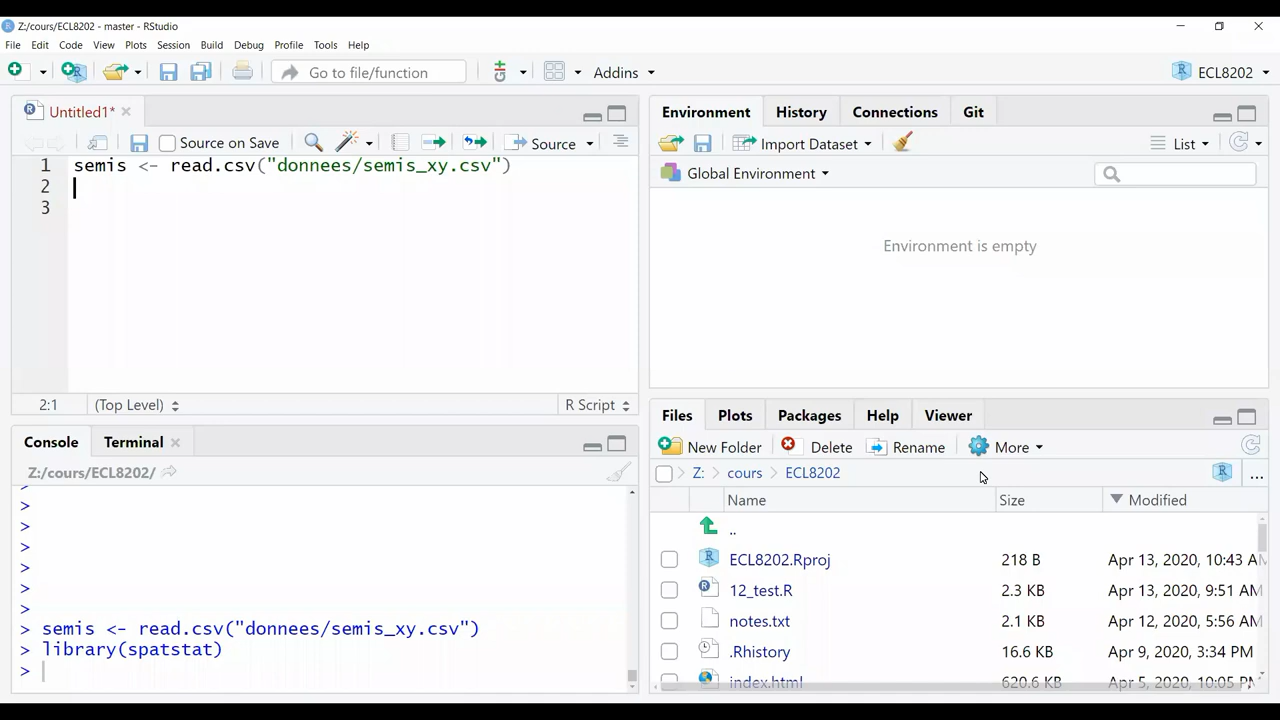 Z:/cours/ECL8202 - master - RStudio
File Edit Code View Plots Session Build Debug Profile Tools Help
Go to file/function Addins ECL8202
Untitled1*
Source on Save Source
1 semis <- read.csv("donnees/semis_xy.csv")
2
3
2:1 (Top Level) R Script
Console Terminal
Z:/cours/ECL8202/
>
>
>
>
>
>
> semis <- read.csv("donnees/semis_xy.csv")
> library(spatstat)
>
Environment History Connections Git
Import Dataset List
Global Environment
Environment is empty
Files Plots Packages Help Viewer
New Folder Delete Rename More
Z: cours ECL8202 ...
Name Size Modified
..
ECL8202.Rproj 218 B Apr 13, 2020, 10:43 AM
12_test.R 2.3 KB Apr 13, 2020, 9:51 AM
notes.txt 2.1 KB Apr 12, 2020, 5:56 AM
.Rhistory 16.6 KB Apr 9, 2020, 3:34 PM
index.html 620.6 KB Apr 5, 2020, 10:05 PM